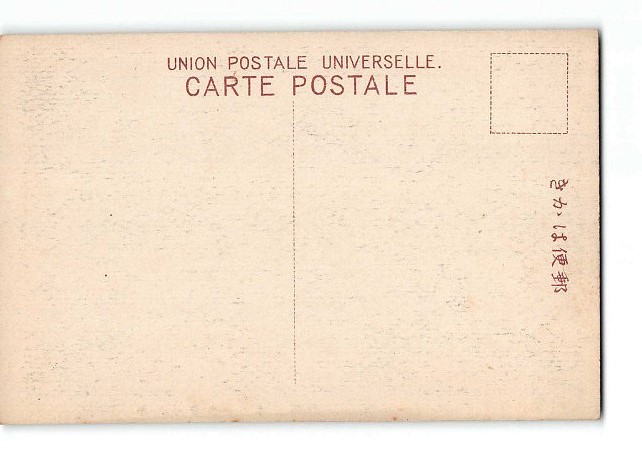 UNION POSTALE UNIVERSELLE.
CARTE POSTALE
郵便はかき